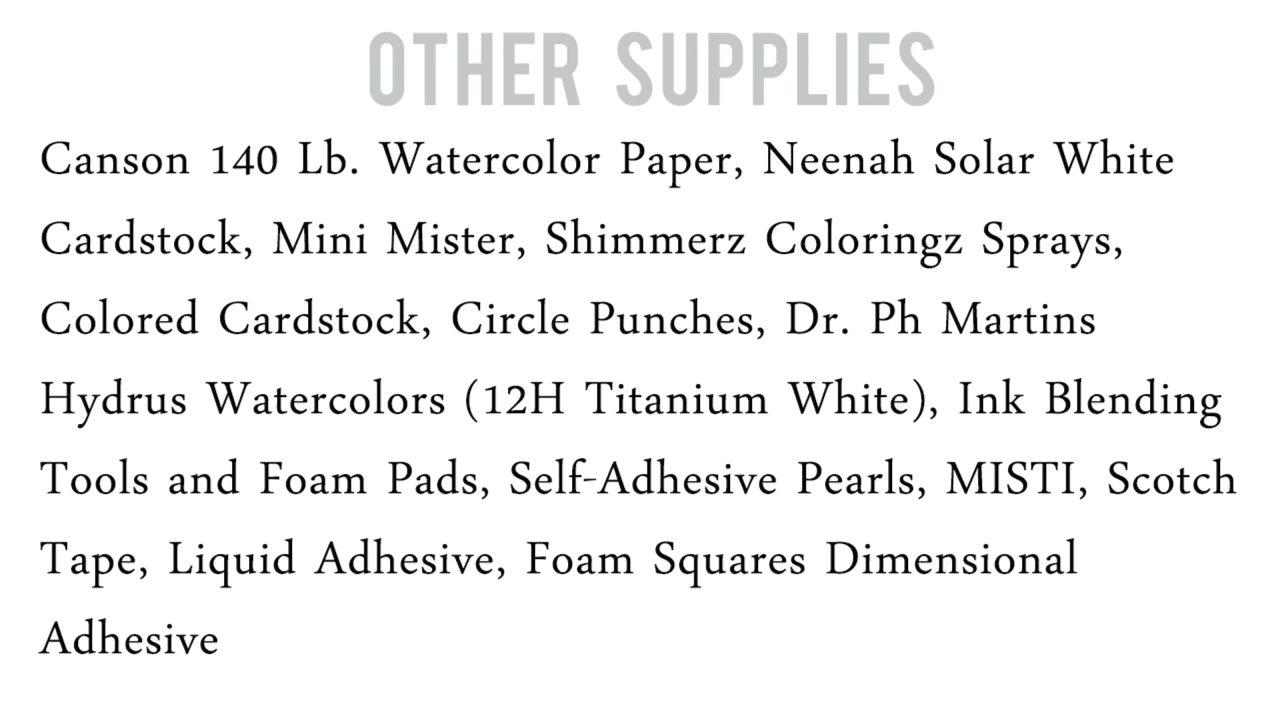 OTHER SUPPLIES
Canson 140 Lb. Watercolor Paper, Neenah Solar White
Cardstock, Mini Mister, Shimmerz Coloringz Sprays,
Colored Cardstock, Circle Punches, Dr. Ph Martins
Hydrus Watercolors (12H Titanium White), Ink Blending
Tools and Foam Pads, Self-Adhesive Pearls, MISTI, Scotch
Tape, Liquid Adhesive, Foam Squares Dimensional
Adhesive